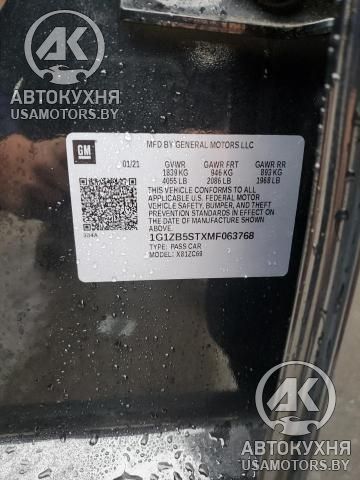 AK
АВТОКУХНЯ
USAMOTORS.BY
GM
MFD BY GENERAL MOTORS LLC
01/21 GVWR GAWR FRT GAWR RR
1839 KG 946 KG 893 KG
4055 LB 2086 LB 1968 LB
THIS VEHICLE CONFORMS TO ALL
APPLICABLE U.S. FEDERAL MOTOR
VEHICLE SAFETY, BUMPER, AND THEFT
PREVENTION STANDARDS IN EFFECT
ON THE DATE OF MANUFACTURE SHOWN
ABOVE.
1G1ZB5STXMF063768
TYPE: PASS CAR
MODEL: X81ZC69
AK
АВТОКУХНЯ
USAMOTORS.BY